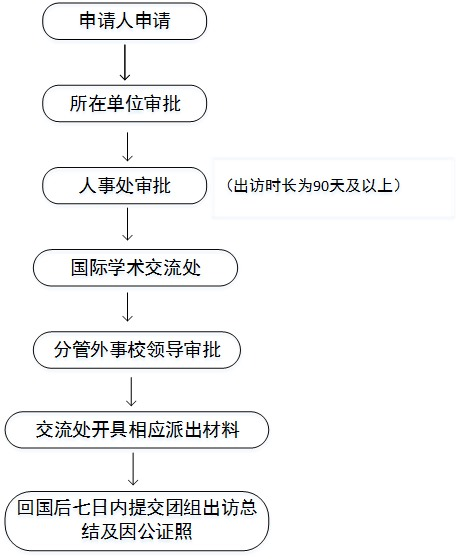 申请人申请
所在单位审批
人事处审批
（出访时长为90天及以上）
国际学术交流处
分管外事校领导审批
交流处开具相应派出材料
回国后七日内提交团组出访总
结及因公证照